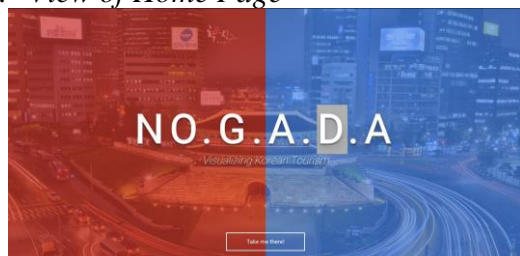 View of Home Page
NO.G.A.D.A
Visualizing Korean Tourism
Take me there!